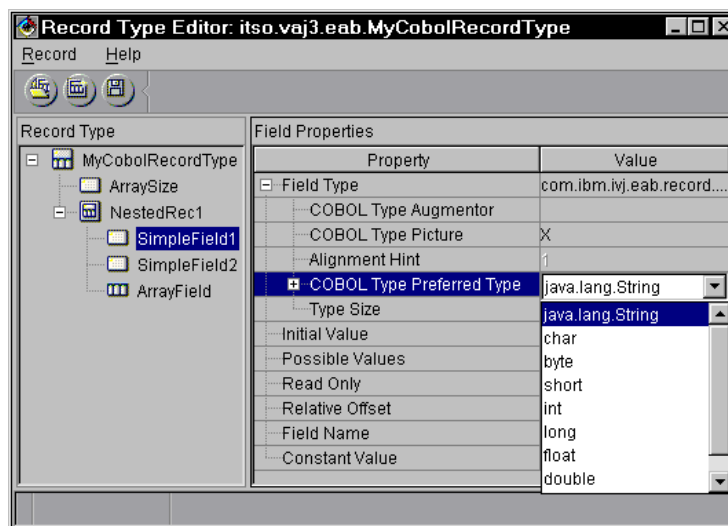 Record Type Editor: itso.vaj3.eab.MyCobolRecordType
Record Help
Record Type
MyCobolRecordType
ArraySize
NestedRec1
SimpleField1
SimpleField2
ArrayField
Field Properties
Property Value
Field Type com.ibm.ivj.eab.record....
COBOL Type Augmentor
COBOL Type Picture X
Alignment Hint 1
COBOL Type Preferred Type java.lang.String
Type Size
Initial Value
Possible Values
Read Only
Relative Offset
Field Name
Constant Value
java.lang.String
char
byte
short
int
long
float
double